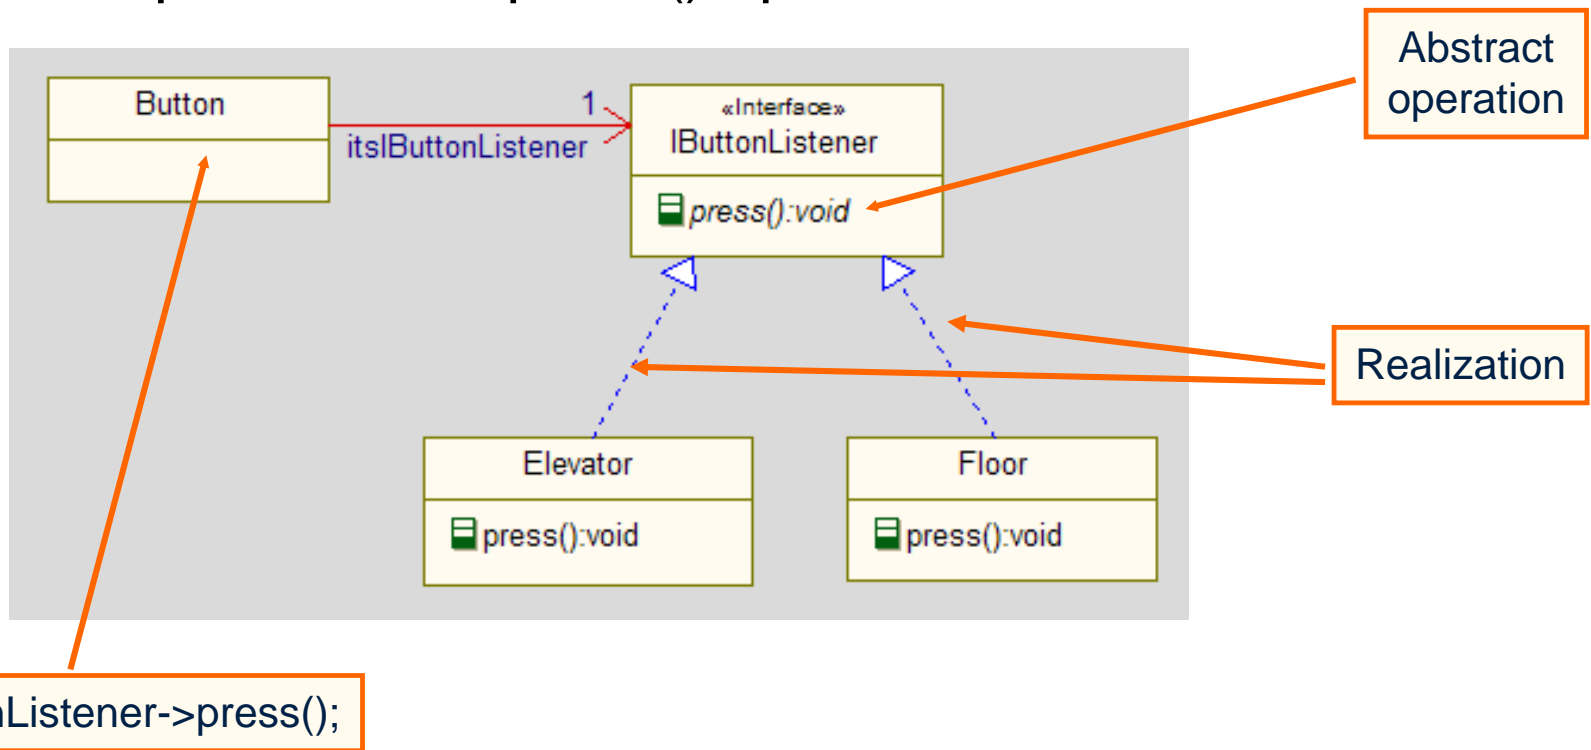 Abstract
operation
Button
1
itsIButtonListener
«Interface»
IButtonListener
press():void
Realization
Elevator
press():void
Floor
press():void
Listener->press();